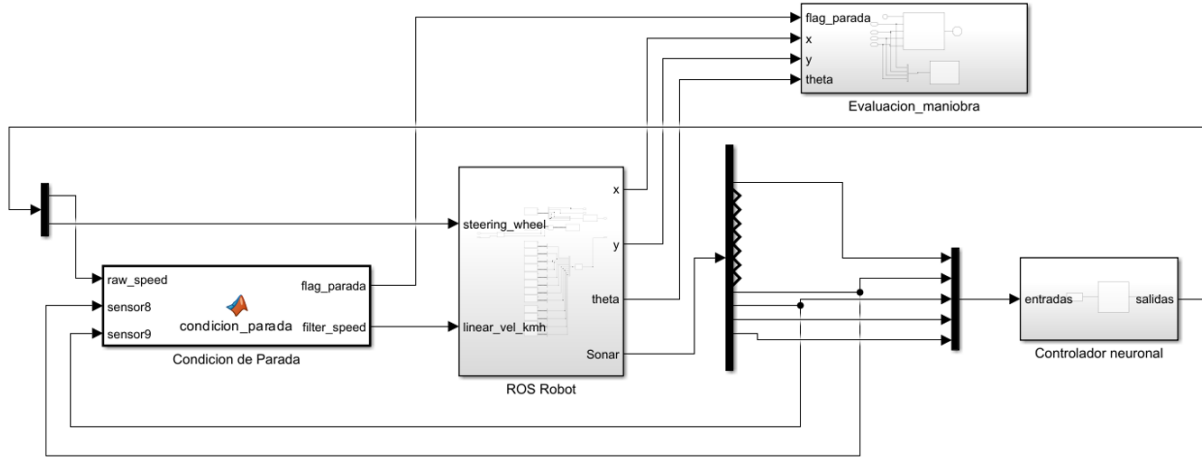 flag_parada
x
y
theta
Evaluacion_maniobra
x
steering_wheel
y
raw_speed
flag_parada
theta
entradas
salidas
sensor8
condicion_parada
filter_speed
linear_vel_kmh
sensor9
Sonar
Condicion de Parada
Controlador neuronal
ROS Robot